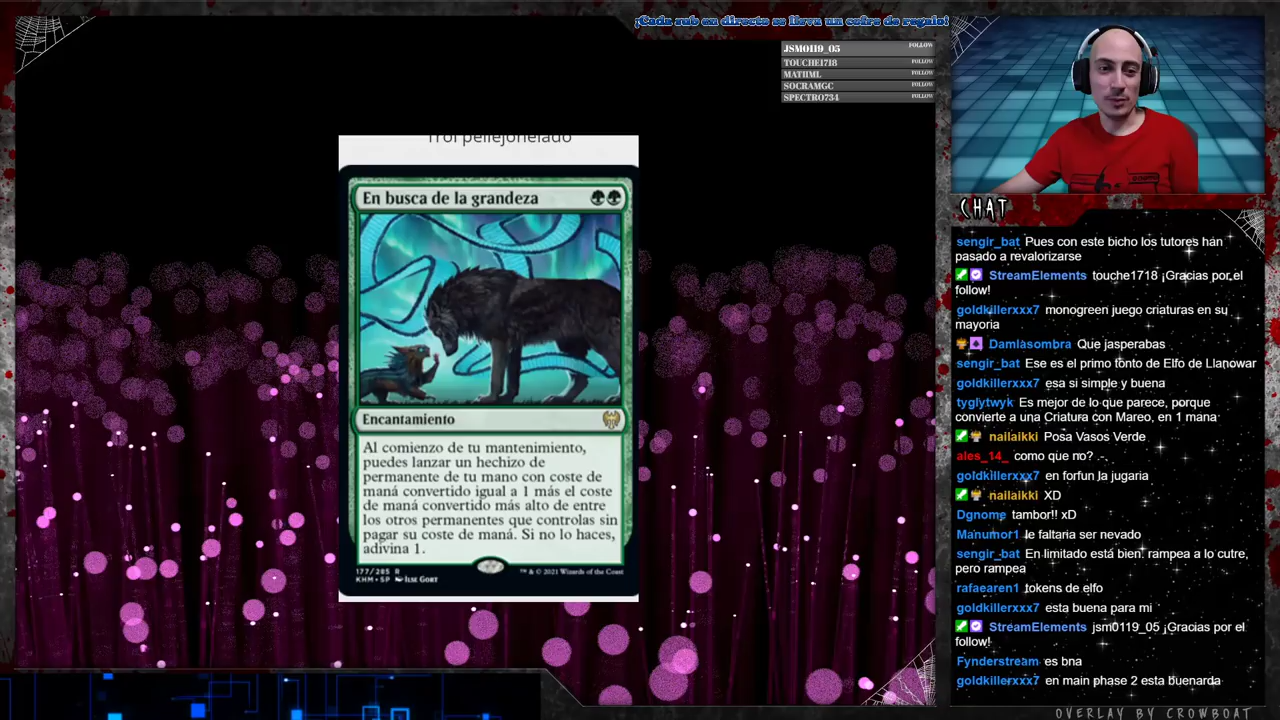 ¡Cada sub en directo se lleva un cofre de regalo!
JSM0119_05 FOLLOW
TOUCHE1718 FOLLOW
MATIIML FOLLOW
SOCRAMGC FOLLOW
SPECTRO734 FOLLOW
Trol pellejohelado
En busca de la grandeza
Encantamiento
Al comienzo de tu mantenimiento,
puedes lanzar un hechizo de
permanente de tu mano con coste de
maná convertido igual a 1 más el coste
de maná convertido más alto de entre
los otros permanentes que controlas sin
pagar su coste de maná. Si no lo haces,
adivina 1.
177/285 R
KHM • SP ILSE GORT
™ & © 2021 Wizards of the Coast
CHAT
sengir_bat Pues con este bicho los tutores han
pasado a revalorizarse
StreamElements touche1718 ¡Gracias por el
follow!
goldkillerxxx7 monogreen juego criaturas en su
mayoria
Damiasombra Que jasperabas
sengir_bat Ese es el primo tonto de Elfo de Llanowar
goldkillerxxx7 esa si simple y buena
tyglytwyk Es mejor de lo que parece, porque
convierte a una Criatura con Mareo, en 1 mana
nailaikki Posa Vasos Verde
ales_14_ como que no? -.
goldkillerxxx7 en forfun la jugaria
nailaikki XD
Dgnome tambor!! xD
Manumor1 le faltaria ser nevado
sengir_bat En limitado está bien. rampea a lo cutre,
pero rampea
rafaearen1 tokens de elfo
goldkillerxxx7 esta buena para mi
StreamElements jsm0119_05 ¡Gracias por el
follow!
Fynderstream es bna
goldkillerxxx7 en main phase 2 esta buenarda
OVERLAY BY CROWBOAT